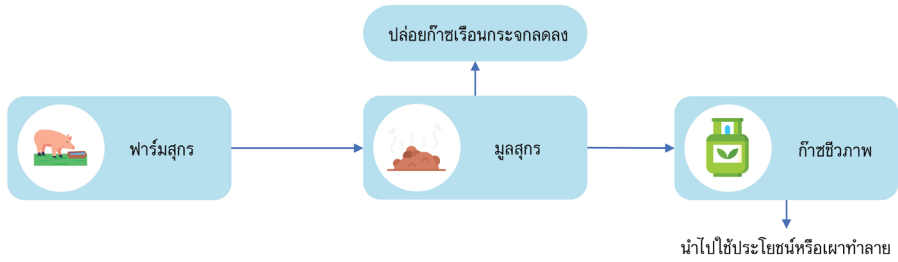 ปล่อยก๊าซเรือนกระจกลดลง
ฟาร์มสุกร
มูลสุกร
ก๊าซชีวภาพ
นำไปใช้ประโยชน์หรือเผาทำลาย